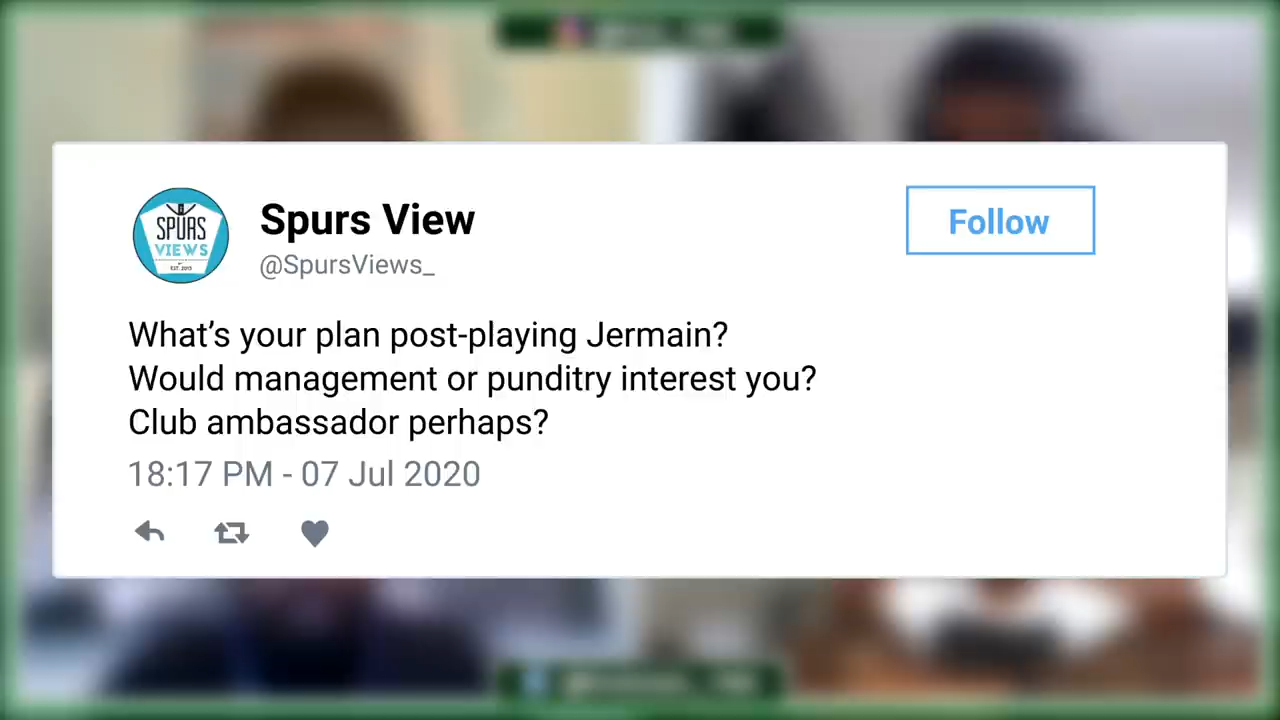 SPURS
VIEWS
EST. 2013
Spurs View
@SpursViews_
Follow
What’s your plan post-playing Jermain?
Would management or punditry interest you?
Club ambassador perhaps?
18:17 PM - 07 Jul 2020